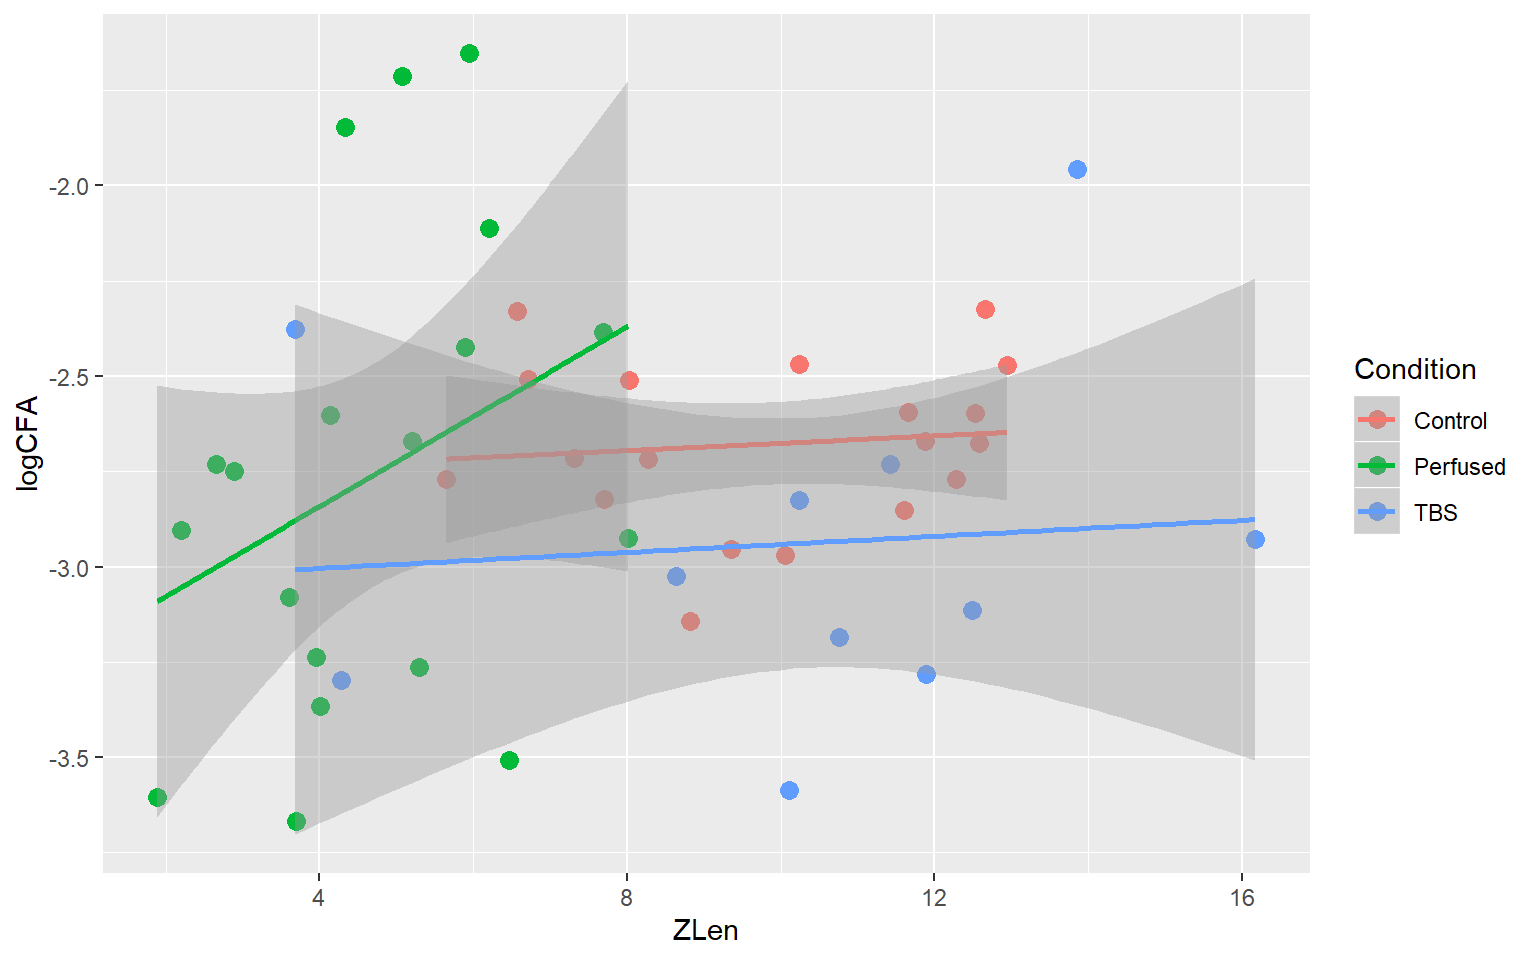 logCFA
-2.0
-2.5
-3.0
-3.5
4
8
12
16
ZLen
Condition
Control
Perfused
TBS